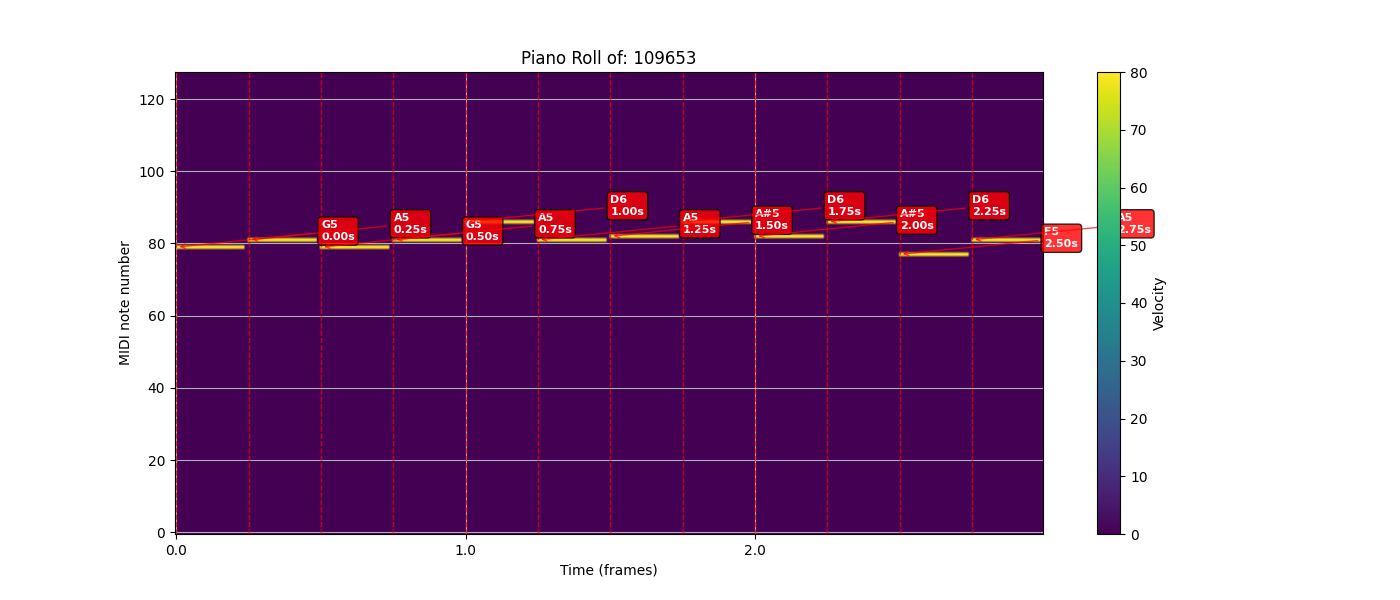 Piano Roll of: 109653
MIDI note number
120
100
80
60
40
20
0
G5
0.00s
A5
0.25s
G5
0.50s
A5
0.75s
D6
1.00s
A5
1.25s
A#5
1.50s
D6
1.75s
A#5
2.00s
D6
2.25s
F5
2.50s
A5
2.75s
0.0
1.0
2.0
Time (frames)
80
70
60
50
40
30
20
10
0
Velocity